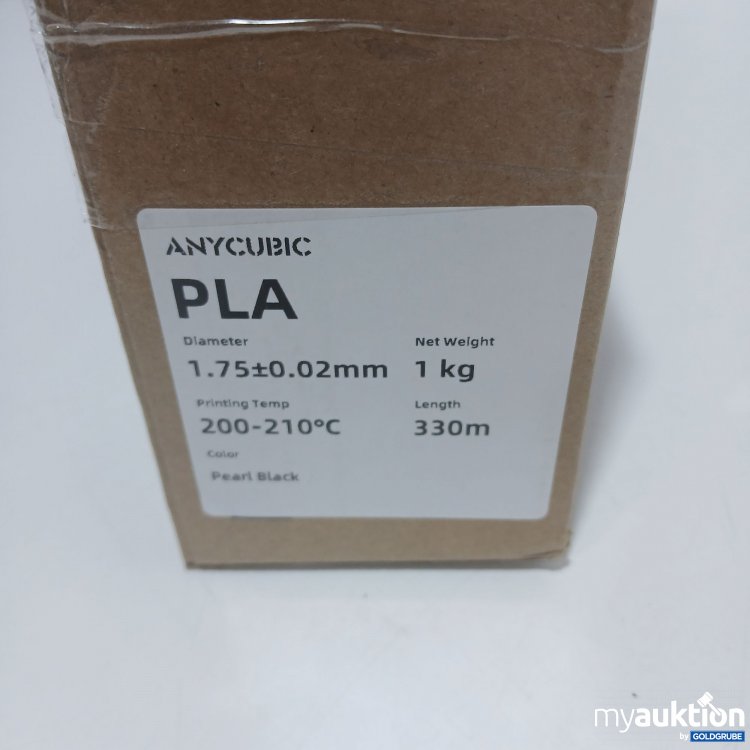 ANYCUBIC
PLA
Diameter Net Weight
1.75±0.02mm 1 kg
Printing Temp Length
200-210°C 330m
Color
Pearl Black
myauktion
by GOLDGRUBE